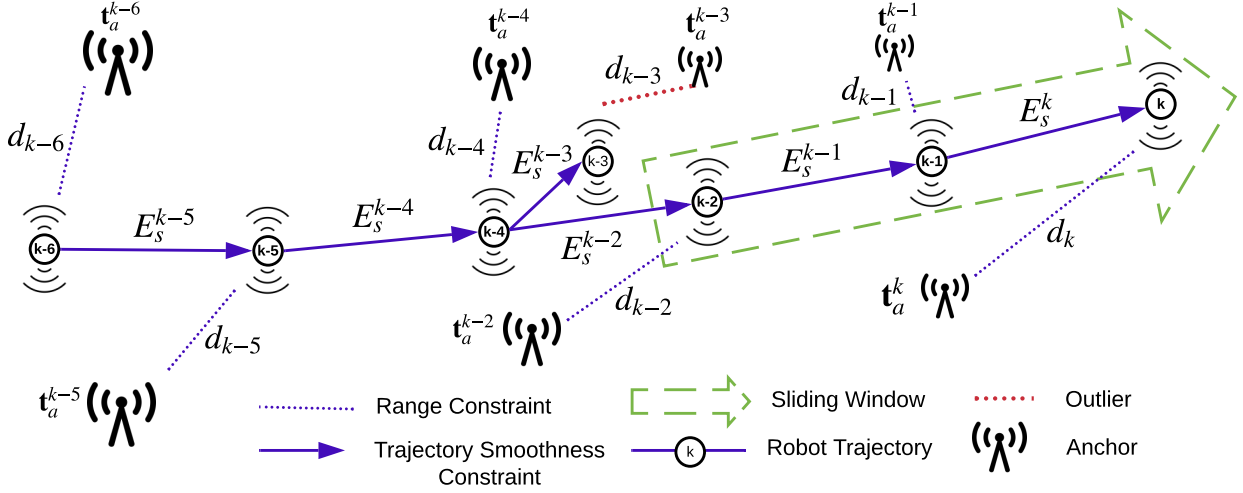 t_a^{k-6}
t_a^{k-4}
t_a^{k-3}
t_a^{k-1}
d_{k-6}
d_{k-4}
d_{k-3}
d_{k-1}
E_s^k
k
E_s^{k-3}
k-3
E_s^{k-1}
k-1
E_s^{k-5}
E_s^{k-4}
k-2
k-6
k-5
k-4
E_s^{k-2}
d_k
d_{k-5}
t_a^{k-2}
d_{k-2}
t_a^k
t_a^{k-5}
Range Constraint
Sliding Window
Outlier
Trajectory Smoothness
Constraint
k
Robot Trajectory
Anchor